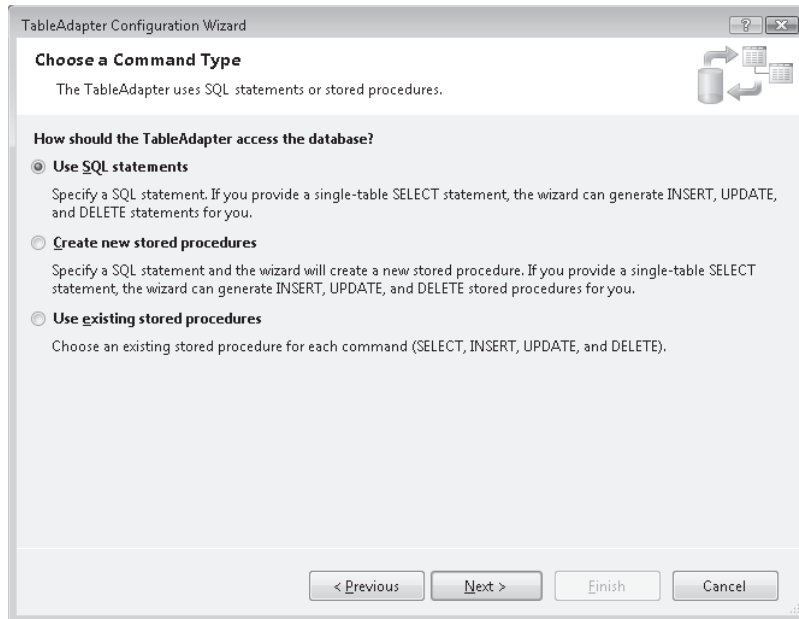 TableAdapter Configuration Wizard
Choose a Command Type
The TableAdapter uses SQL statements or stored procedures.
How should the TableAdapter access the database?
Use SQL statements
Specify a SQL statement. If you provide a single-table SELECT statement, the wizard can generate INSERT, UPDATE,
and DELETE statements for you.
Create new stored procedures
Specify a SQL statement and the wizard will create a new stored procedure. If you provide a single-table SELECT
statement, the wizard can generate INSERT, UPDATE, and DELETE stored procedures for you.
Use existing stored procedures
Choose an existing stored procedure for each command (SELECT, INSERT, UPDATE, and DELETE).
< Previous Next > Finish Cancel